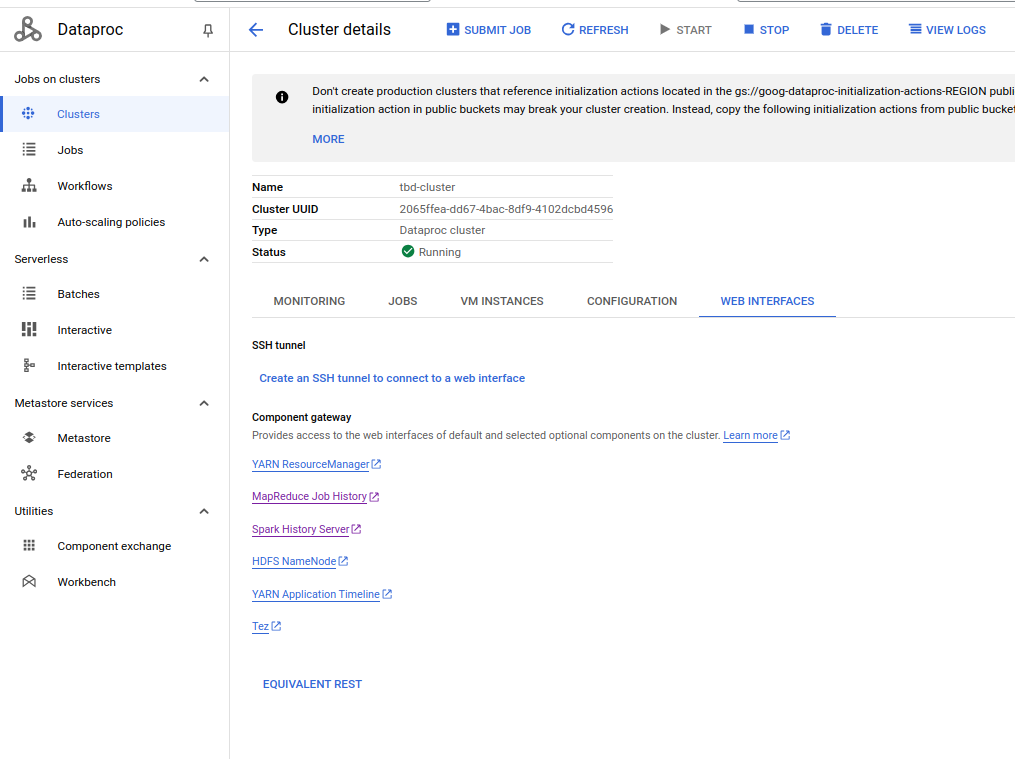 Dataproc
Cluster details
SUBMIT JOB
REFRESH
START
STOP
DELETE
VIEW LOGS
Jobs on clusters
Clusters
Jobs
Workflows
Auto-scaling policies
Serverless
Batches
Interactive
Interactive templates
Metastore services
Metastore
Federation
Utilities
Component exchange
Workbench
Don't create production clusters that reference initialization actions located in the gs://goog-dataproc-initialization-actions-REGION publi
initialization action in public buckets may break your cluster creation. Instead, copy the following initialization actions from public bucket
MORE
Name tbd-cluster
Cluster UUID 2065ffea-dd67-4bac-8df9-4102dcbd4596
Type Dataproc cluster
Status Running
MONITORING JOBS VM INSTANCES CONFIGURATION WEB INTERFACES
SSH tunnel
Create an SSH tunnel to connect to a web interface
Component gateway
Provides access to the web interfaces of default and selected optional components on the cluster. Learn more
YARN ResourceManager
MapReduce Job History
Spark History Server
HDFS NameNode
YARN Application Timeline
Tez
EQUIVALENT REST